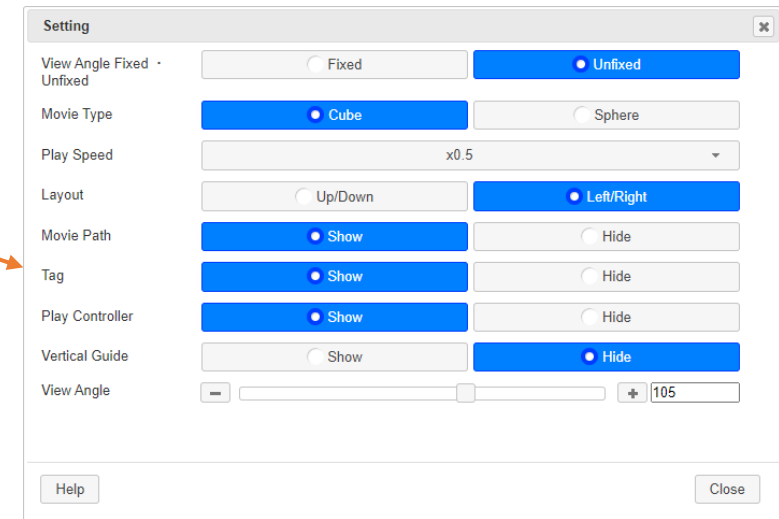 Setting
View Angle Fixed ・ Unfixed
Fixed
Unfixed
Movie Type
Cube
Sphere
Play Speed
x0.5
Layout
Up/Down
Left/Right
Movie Path
Show
Hide
Tag
Show
Hide
Play Controller
Show
Hide
Vertical Guide
Show
Hide
View Angle
105
Help
Close